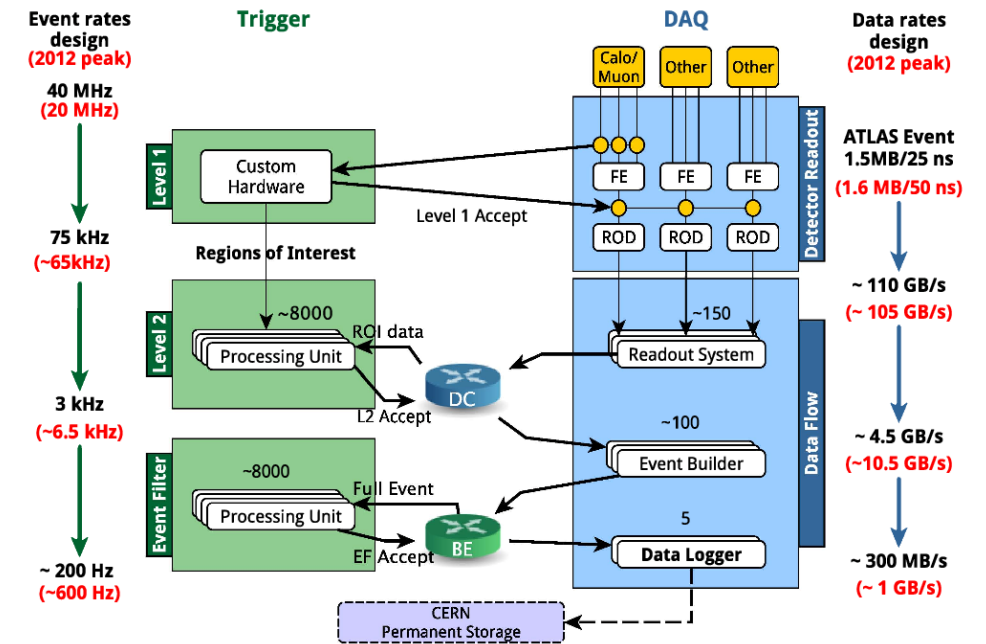 Event rates
design
(2012 peak)
Trigger
DAQ
Data rates
design
(2012 peak)
40 MHz
(20 MHz)
75 kHz
(~65kHz)
3 kHz
(~6.5 kHz)
~ 200 Hz
(~600 Hz)
Level 1
Custom
Hardware
Level 1 Accept
Regions of Interest
Level 2
~8000
Processing Unit
ROI data
L2 Accept
DC
Event Filter
~8000
Processing Unit
Full Event
EF Accept
BE
Calo/
Muon
Other
Other
FE
FE
FE
ROD
ROD
ROD
Detector Readout
~150
Readout System
~100
Event Builder
5
Data Logger
Data Flow
CERN
Permanent Storage
ATLAS Event
1.5MB/25 ns
(1.6 MB/50 ns)
~ 110 GB/s
(~ 105 GB/s)
~ 4.5 GB/s
(~10.5 GB/s)
~ 300 MB/s
(~ 1 GB/s)